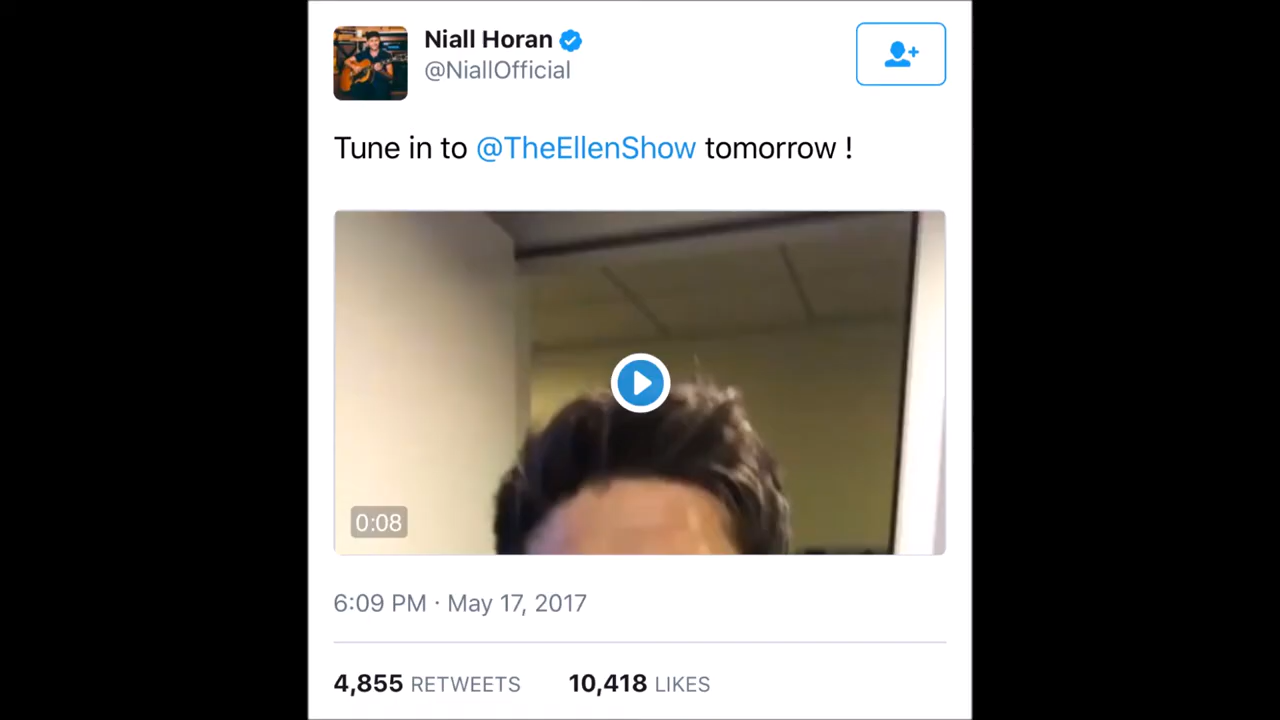 Niall Horan
@NiallOfficial
Tune in to @TheEllenShow tomorrow !
0:08
6:09 PM · May 17, 2017
4,855 RETWEETS 10,418 LIKES